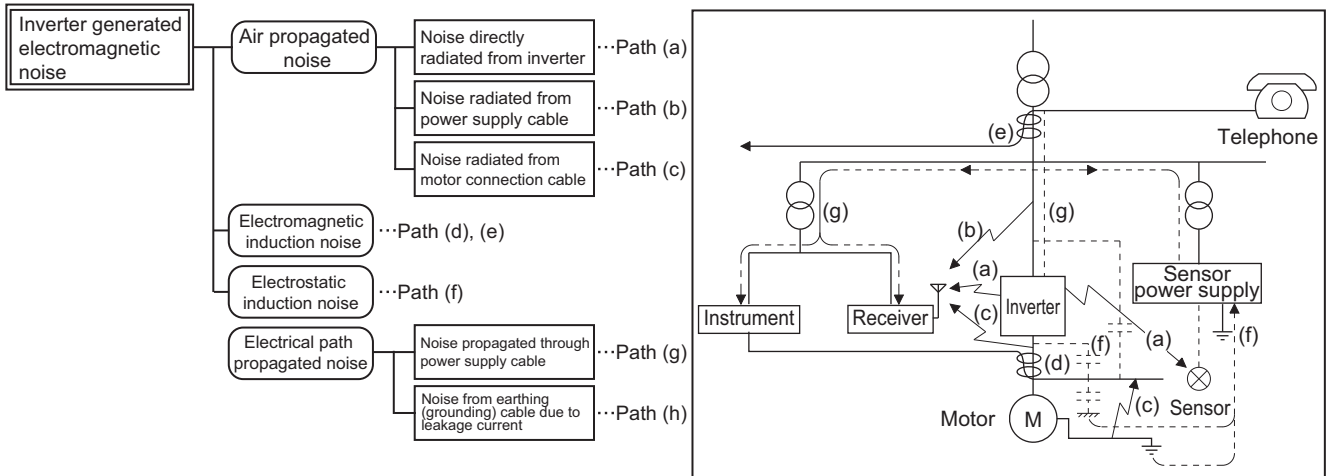 Inverter generated
electromagnetic
noise
Air propagated
noise
Noise directly
radiated from inverter
···Path (a)
Noise radiated from
power supply cable
···Path (b)
Noise radiated from
motor connection cable
···Path (c)
Electromagnetic
induction noise
···Path (d), (e)
Electrostatic
induction noise
···Path (f)
Electrical path
propagated noise
Noise propagated through
power supply cable
···Path (g)
Noise from earthing
(grounding) cable due to
leakage current
···Path (h)
Telephone
(e)
(g)
(g)
(b)
(a)
Sensor
power supply
Instrument
Receiver
Inverter
(c)
(f)
(a)
(f)
(d)
(c)
Sensor
Motor
M